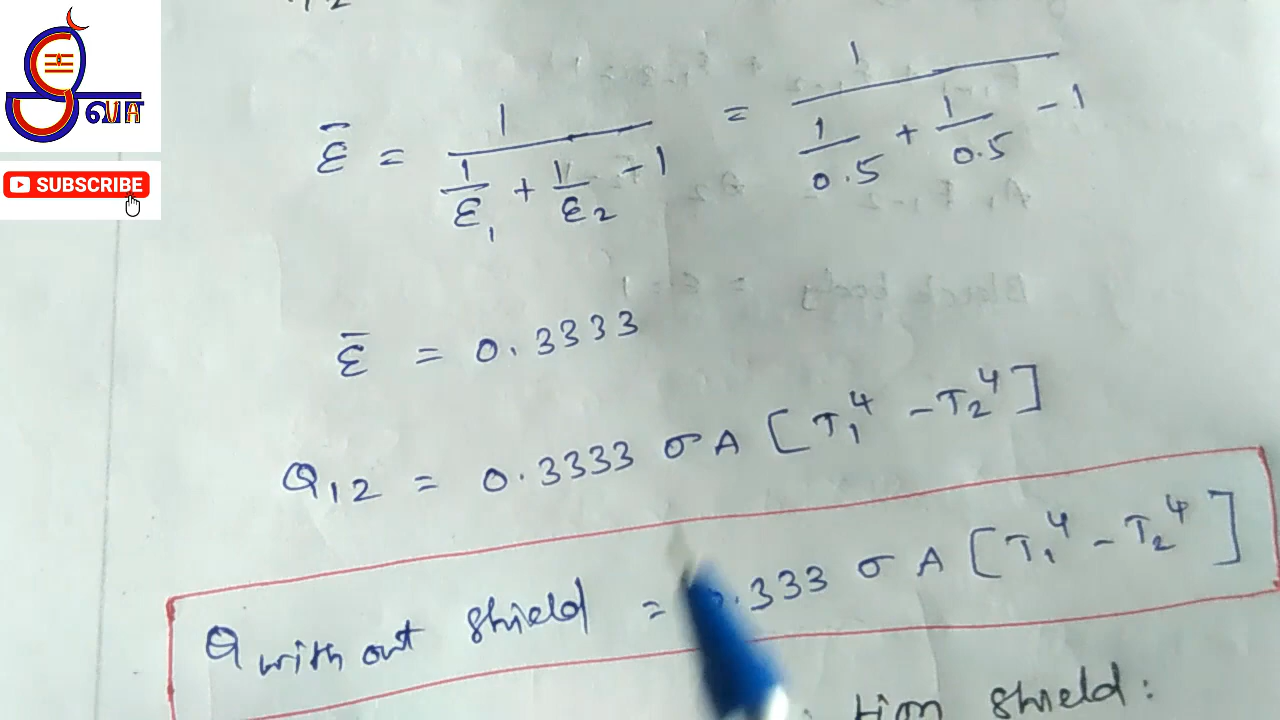 சிவா
SUBSCRIBE
ε̄ = 1 / (1/ε₁ + 1/ε₂ - 1) = 1 / (1/0.5 + 1/0.5 - 1)
ε̄ = 0.3333
Q₁₂ = 0.3333 σ A [T₁⁴ - T₂⁴]
Q without shield = 0.333 σ A [T₁⁴ - T₂⁴]
shield: